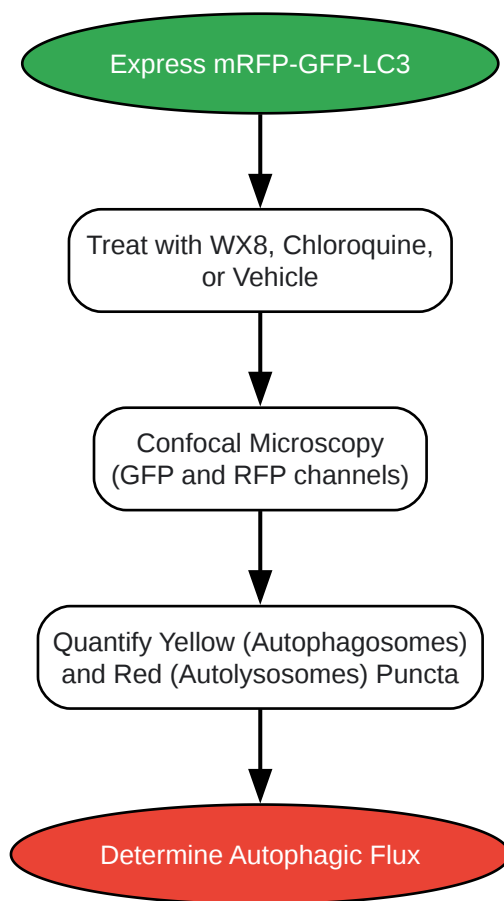 Express mRFP-GFP-LC3
Treat with WX8, Chloroquine,
or Vehicle
Confocal Microscopy
(GFP and RFP channels)
Quantify Yellow (Autophagosomes)
and Red (Autolysosomes) Puncta
Determine Autophagic Flux